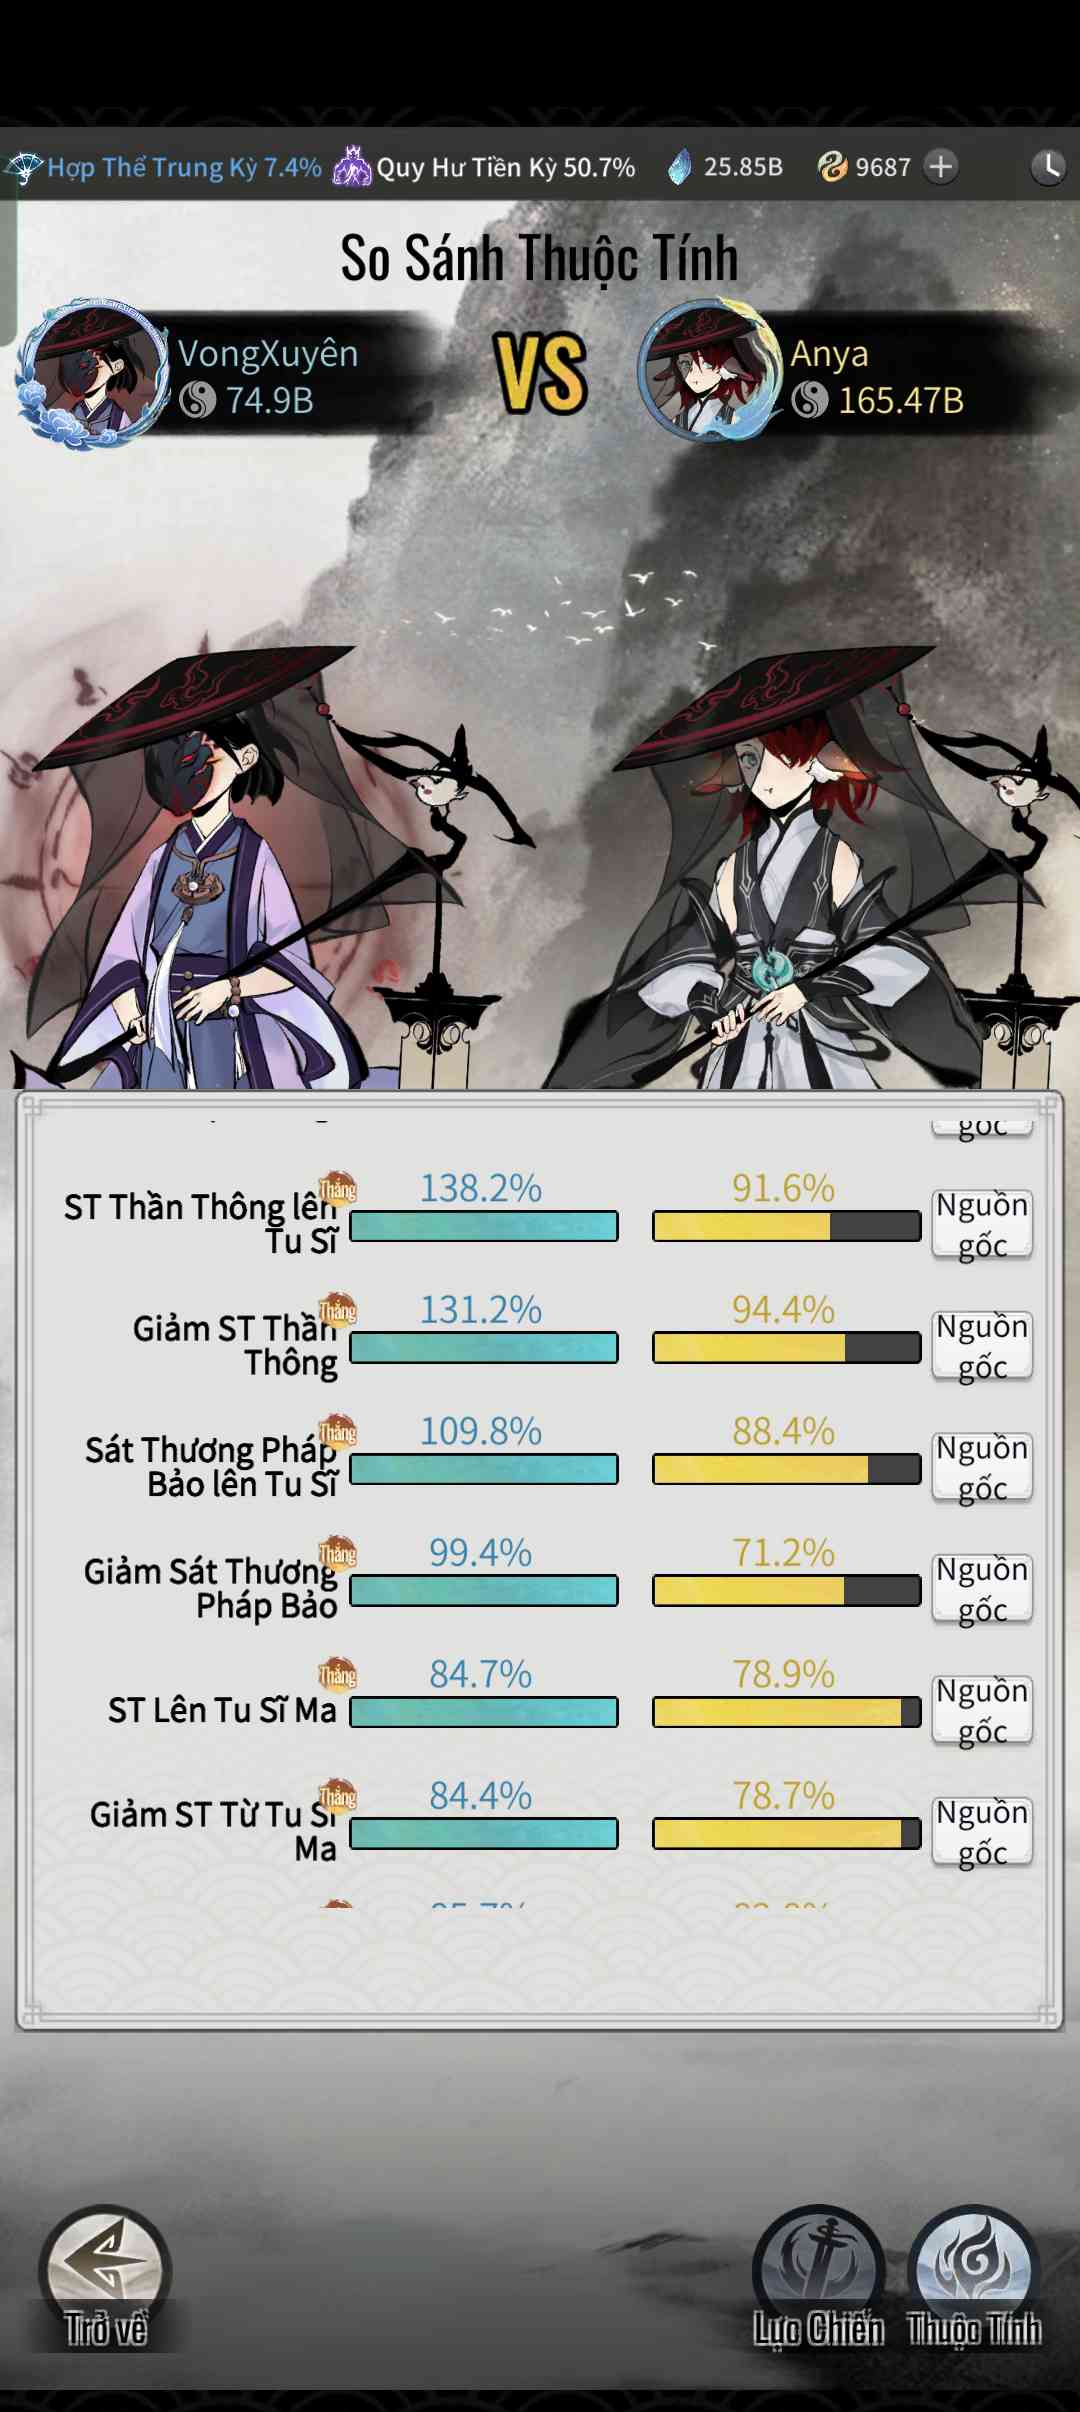 Hợp Thể Trung Kỳ 7.4% Quy Hư Tiền Kỳ 50.7% 25.85B 9687 +
So Sánh Thuộc Tính
VongXuyên VS Anya
74.9B 165.47B
gốc
Thắng 138.2% 91.6%
ST Thần Thông lên Tu Sĩ Nguồn gốc
Thắng 131.2% 94.4%
Giảm ST Thần Thông Nguồn gốc
Thắng 109.8% 88.4%
Sát Thương Pháp Bảo lên Tu Sĩ Nguồn gốc
Thắng 99.4% 71.2%
Giảm Sát Thương Pháp Bảo Nguồn gốc
Thắng 84.7% 78.9%
ST Lên Tu Sĩ Ma Nguồn gốc
Thắng 84.4% 78.7%
Giảm ST Từ Tu Sĩ Ma Nguồn gốc
Trở về Lực Chiến Thuộc Tính